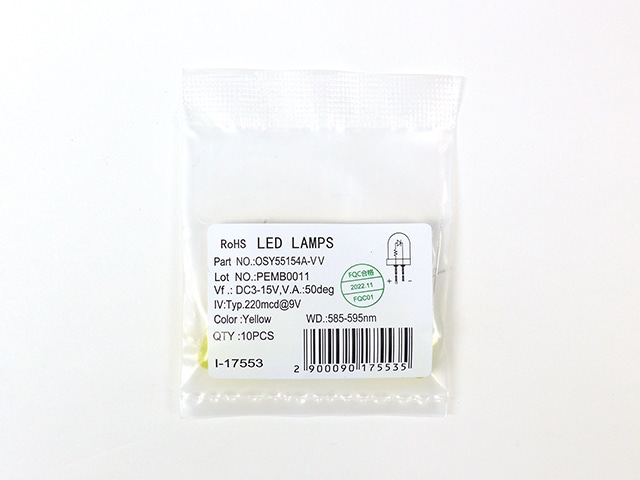 RoHS LED LAMPS
Part NO.:OSY55154A-VV
Lot NO.:PEMB0011
Vf .: DC3-15V,V.A.:50deg
IV:Typ.220mcd@9V
Color :Yellow WD.:585-595nm
QTY :10PCS
I-17553
FQC合格
2022.11
FQC01
+ -
2 900090 175535